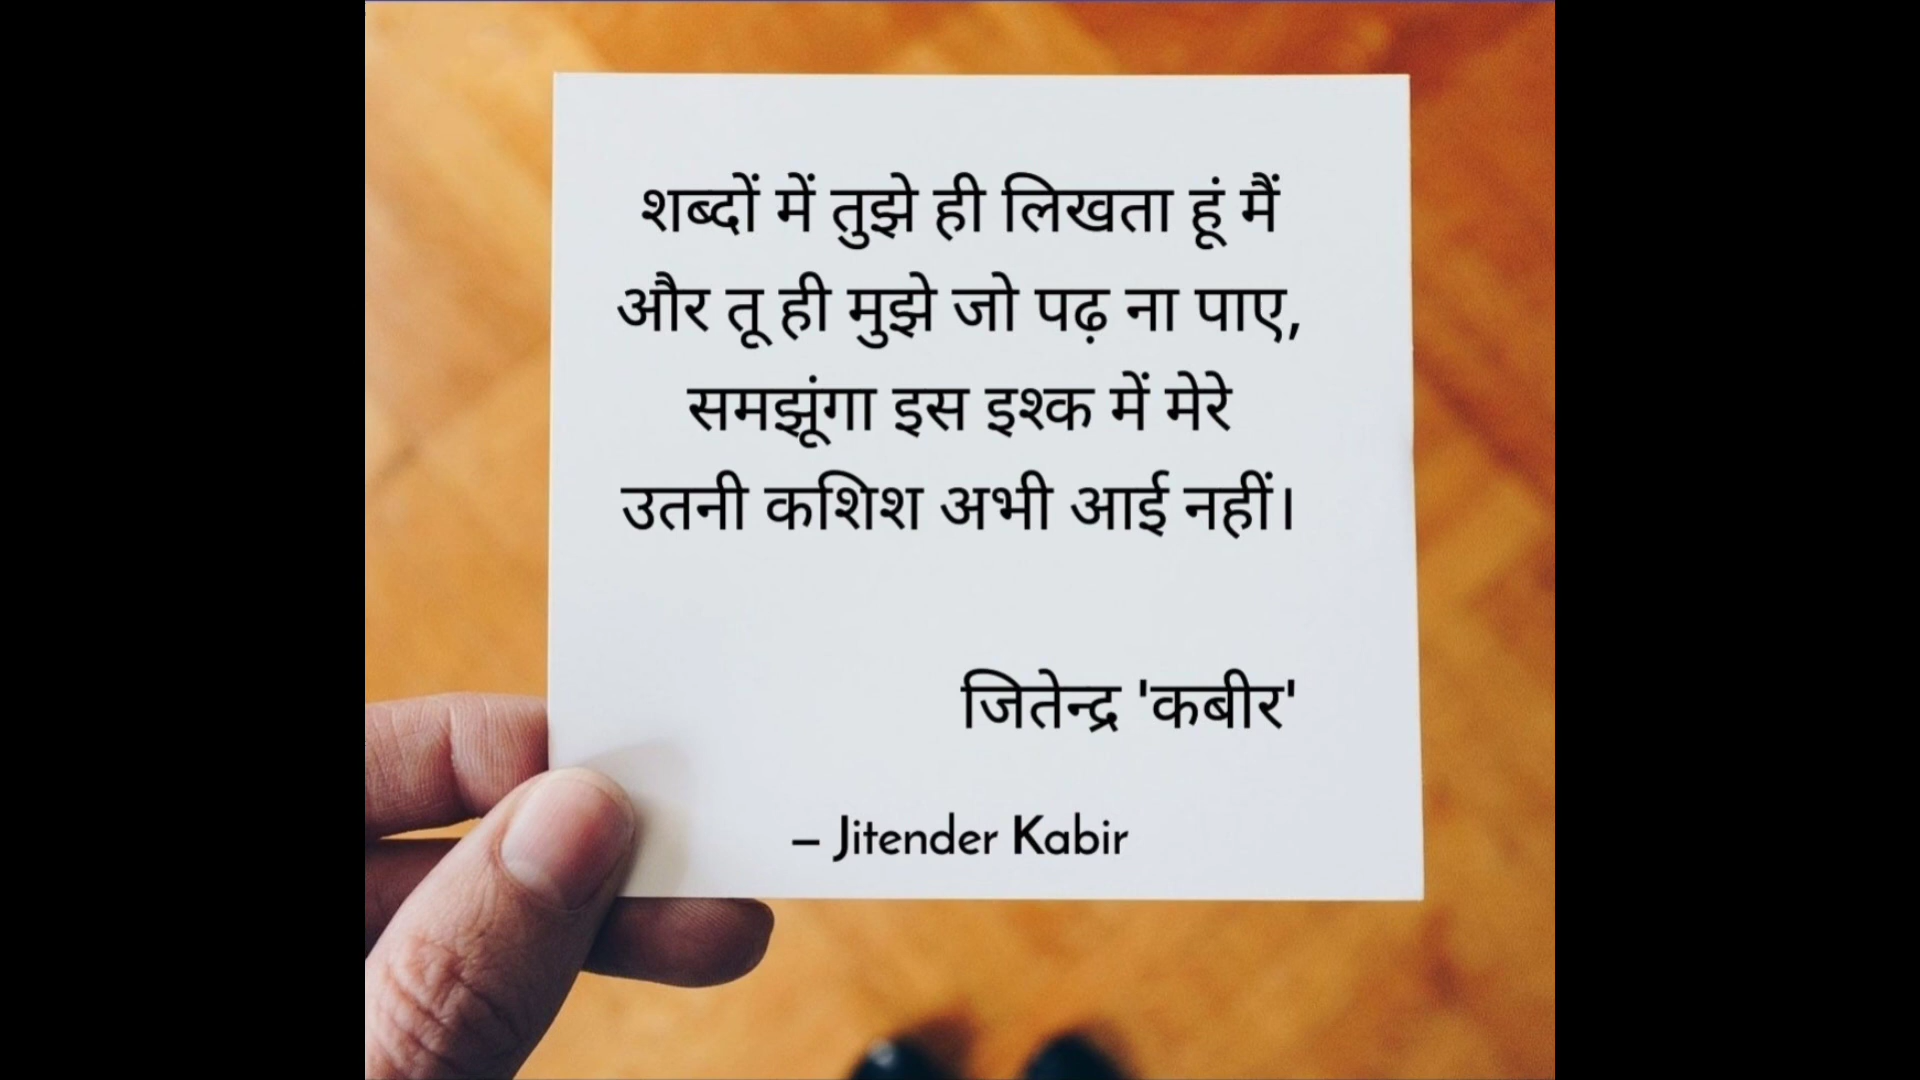 शब्दों में तुझे ही लिखता हूं मैं
और तू ही मुझे जो पढ़ ना पाए,
समझूंगा इस इश्क में मेरे
उतनी कशिश अभी आई नहीं।
जितेन्द्र 'कबीर'
– Jitender Kabir